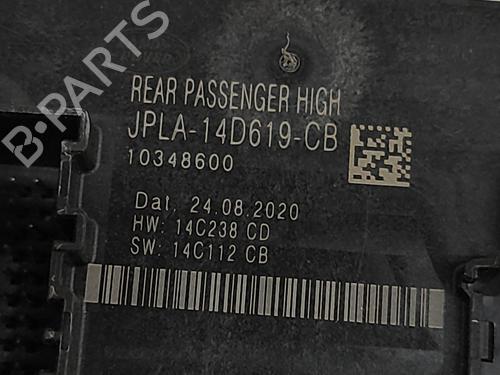 B-PARTS
REAR PASSENGER HIGH
JPLA-14D619-CB
10348600
Dat. 24.08.2020
HW: 14C238 CD
SW: 14C112 CB